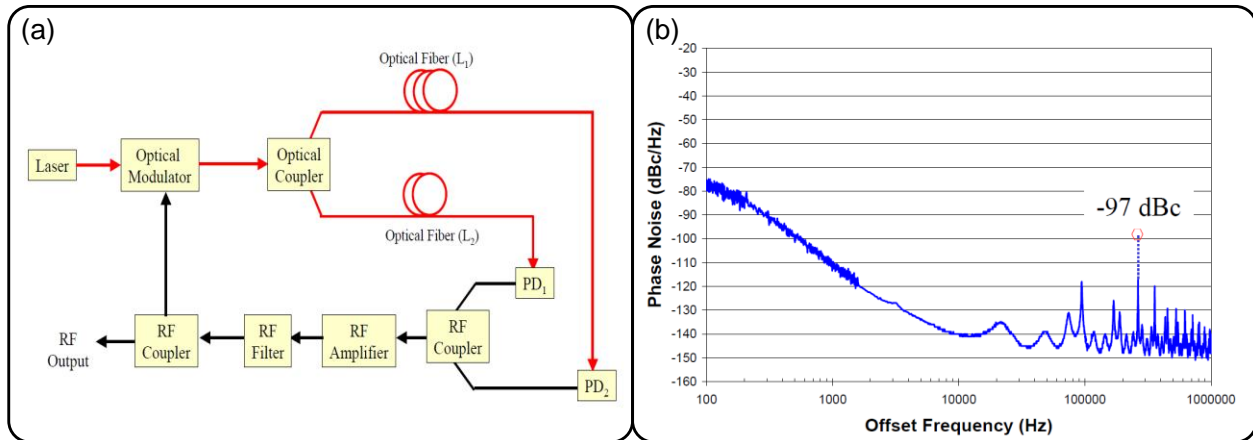 (a)
Optical Fiber (L₁)
Laser
Optical
Modulator
Optical
Coupler
Optical Fiber (L₂)
PD₁
RF
Output
RF
Coupler
RF
Filter
RF
Amplifier
RF
Coupler
PD₂
(b)
Phase Noise (dBc/Hz)
-20
-30
-40
-50
-60
-70
-80
-90
-100
-110
-120
-130
-140
-150
-160
-97 dBc
100 1000 10000 100000 1000000
Offset Frequency (Hz)